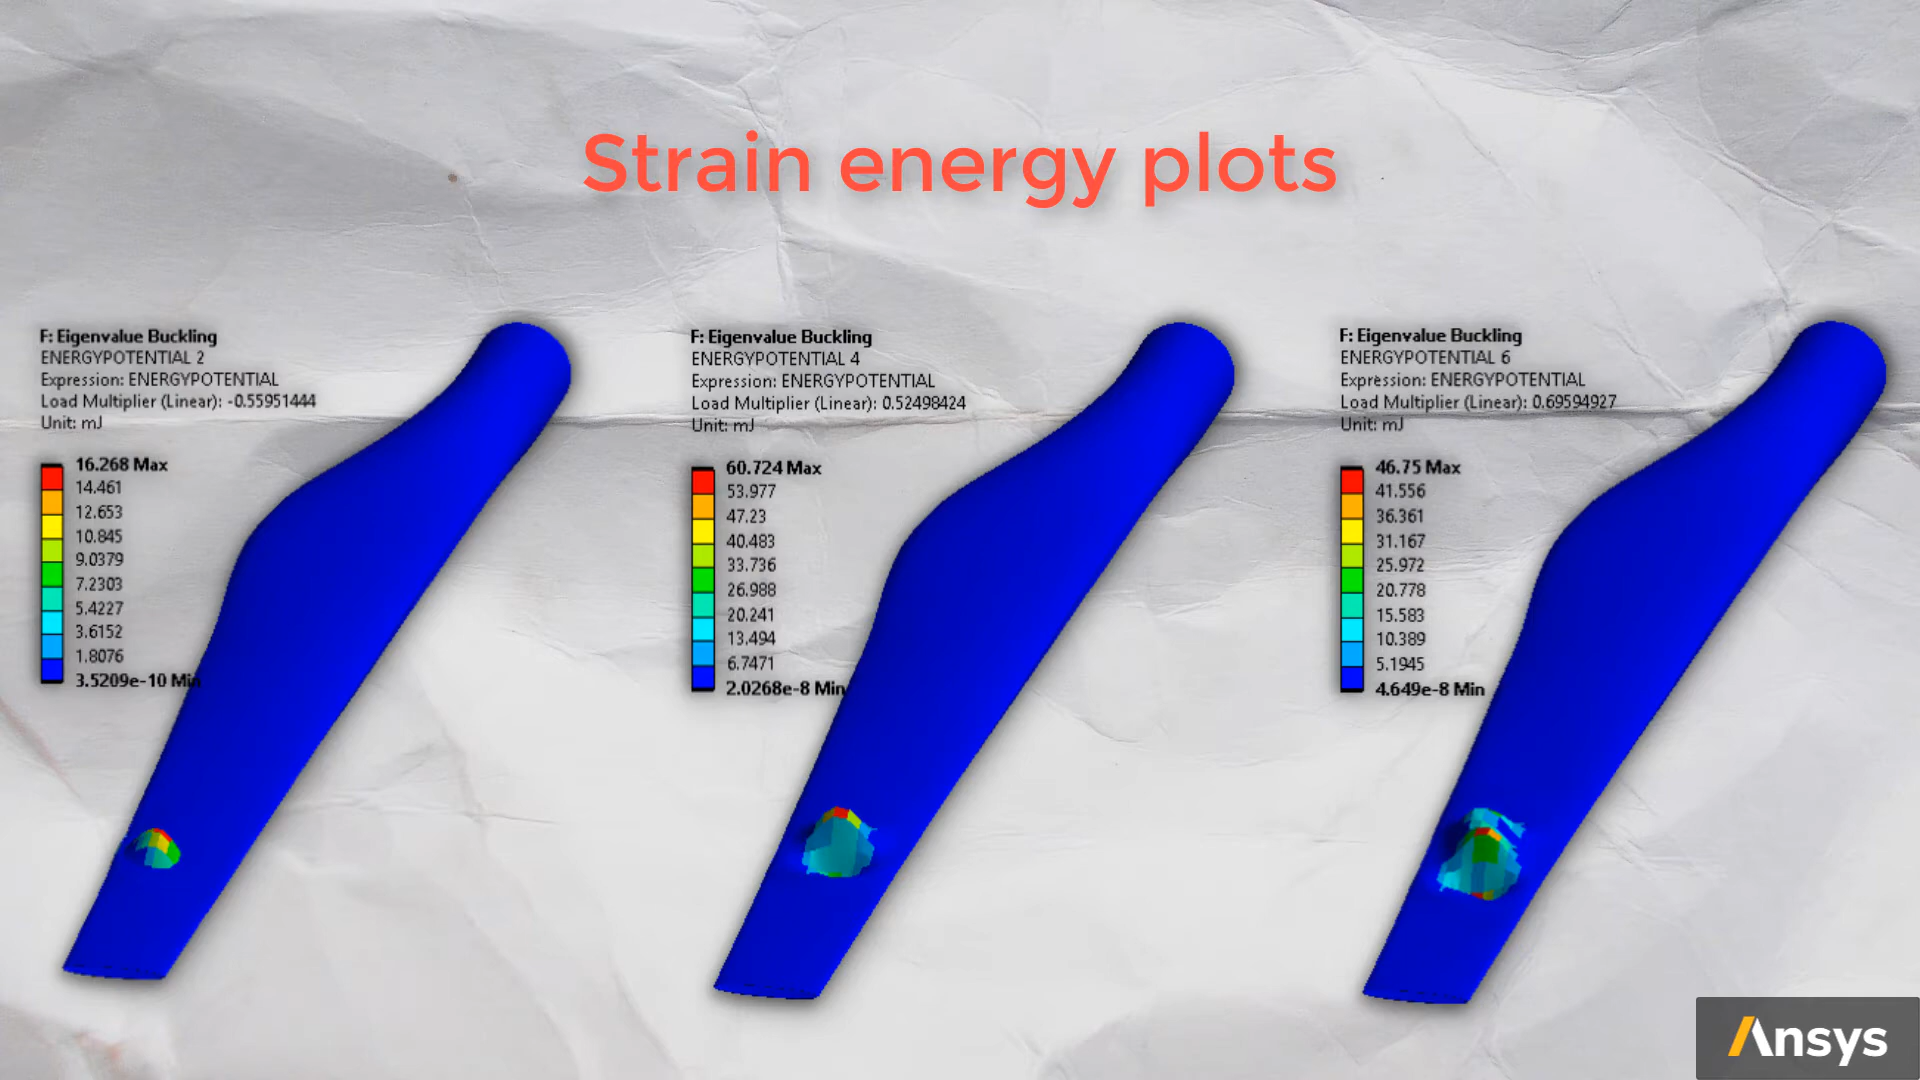 Strain energy plots
F: Eigenvalue Buckling
ENERGYPOTENTIAL 2
Expression: ENERGYPOTENTIAL
Load Multiplier (Linear): -0.55951444
Unit: mJ
16.268 Max
14.461
12.653
10.845
9.0379
7.2303
5.4227
3.6152
1.8076
3.5209e-10 Min
F: Eigenvalue Buckling
ENERGYPOTENTIAL 4
Expression: ENERGYPOTENTIAL
Load Multiplier (Linear): 0.52498424
Unit: mJ
60.724 Max
53.977
47.23
40.483
33.736
26.988
20.241
13.494
6.7471
2.0268e-8 Min
F: Eigenvalue Buckling
ENERGYPOTENTIAL 6
Expression: ENERGYPOTENTIAL
Load Multiplier (Linear): 0.69594927
Unit: mJ
46.75 Max
41.556
36.361
31.167
25.972
20.778
15.583
10.389
5.1945
4.649e-8 Min
Ansys